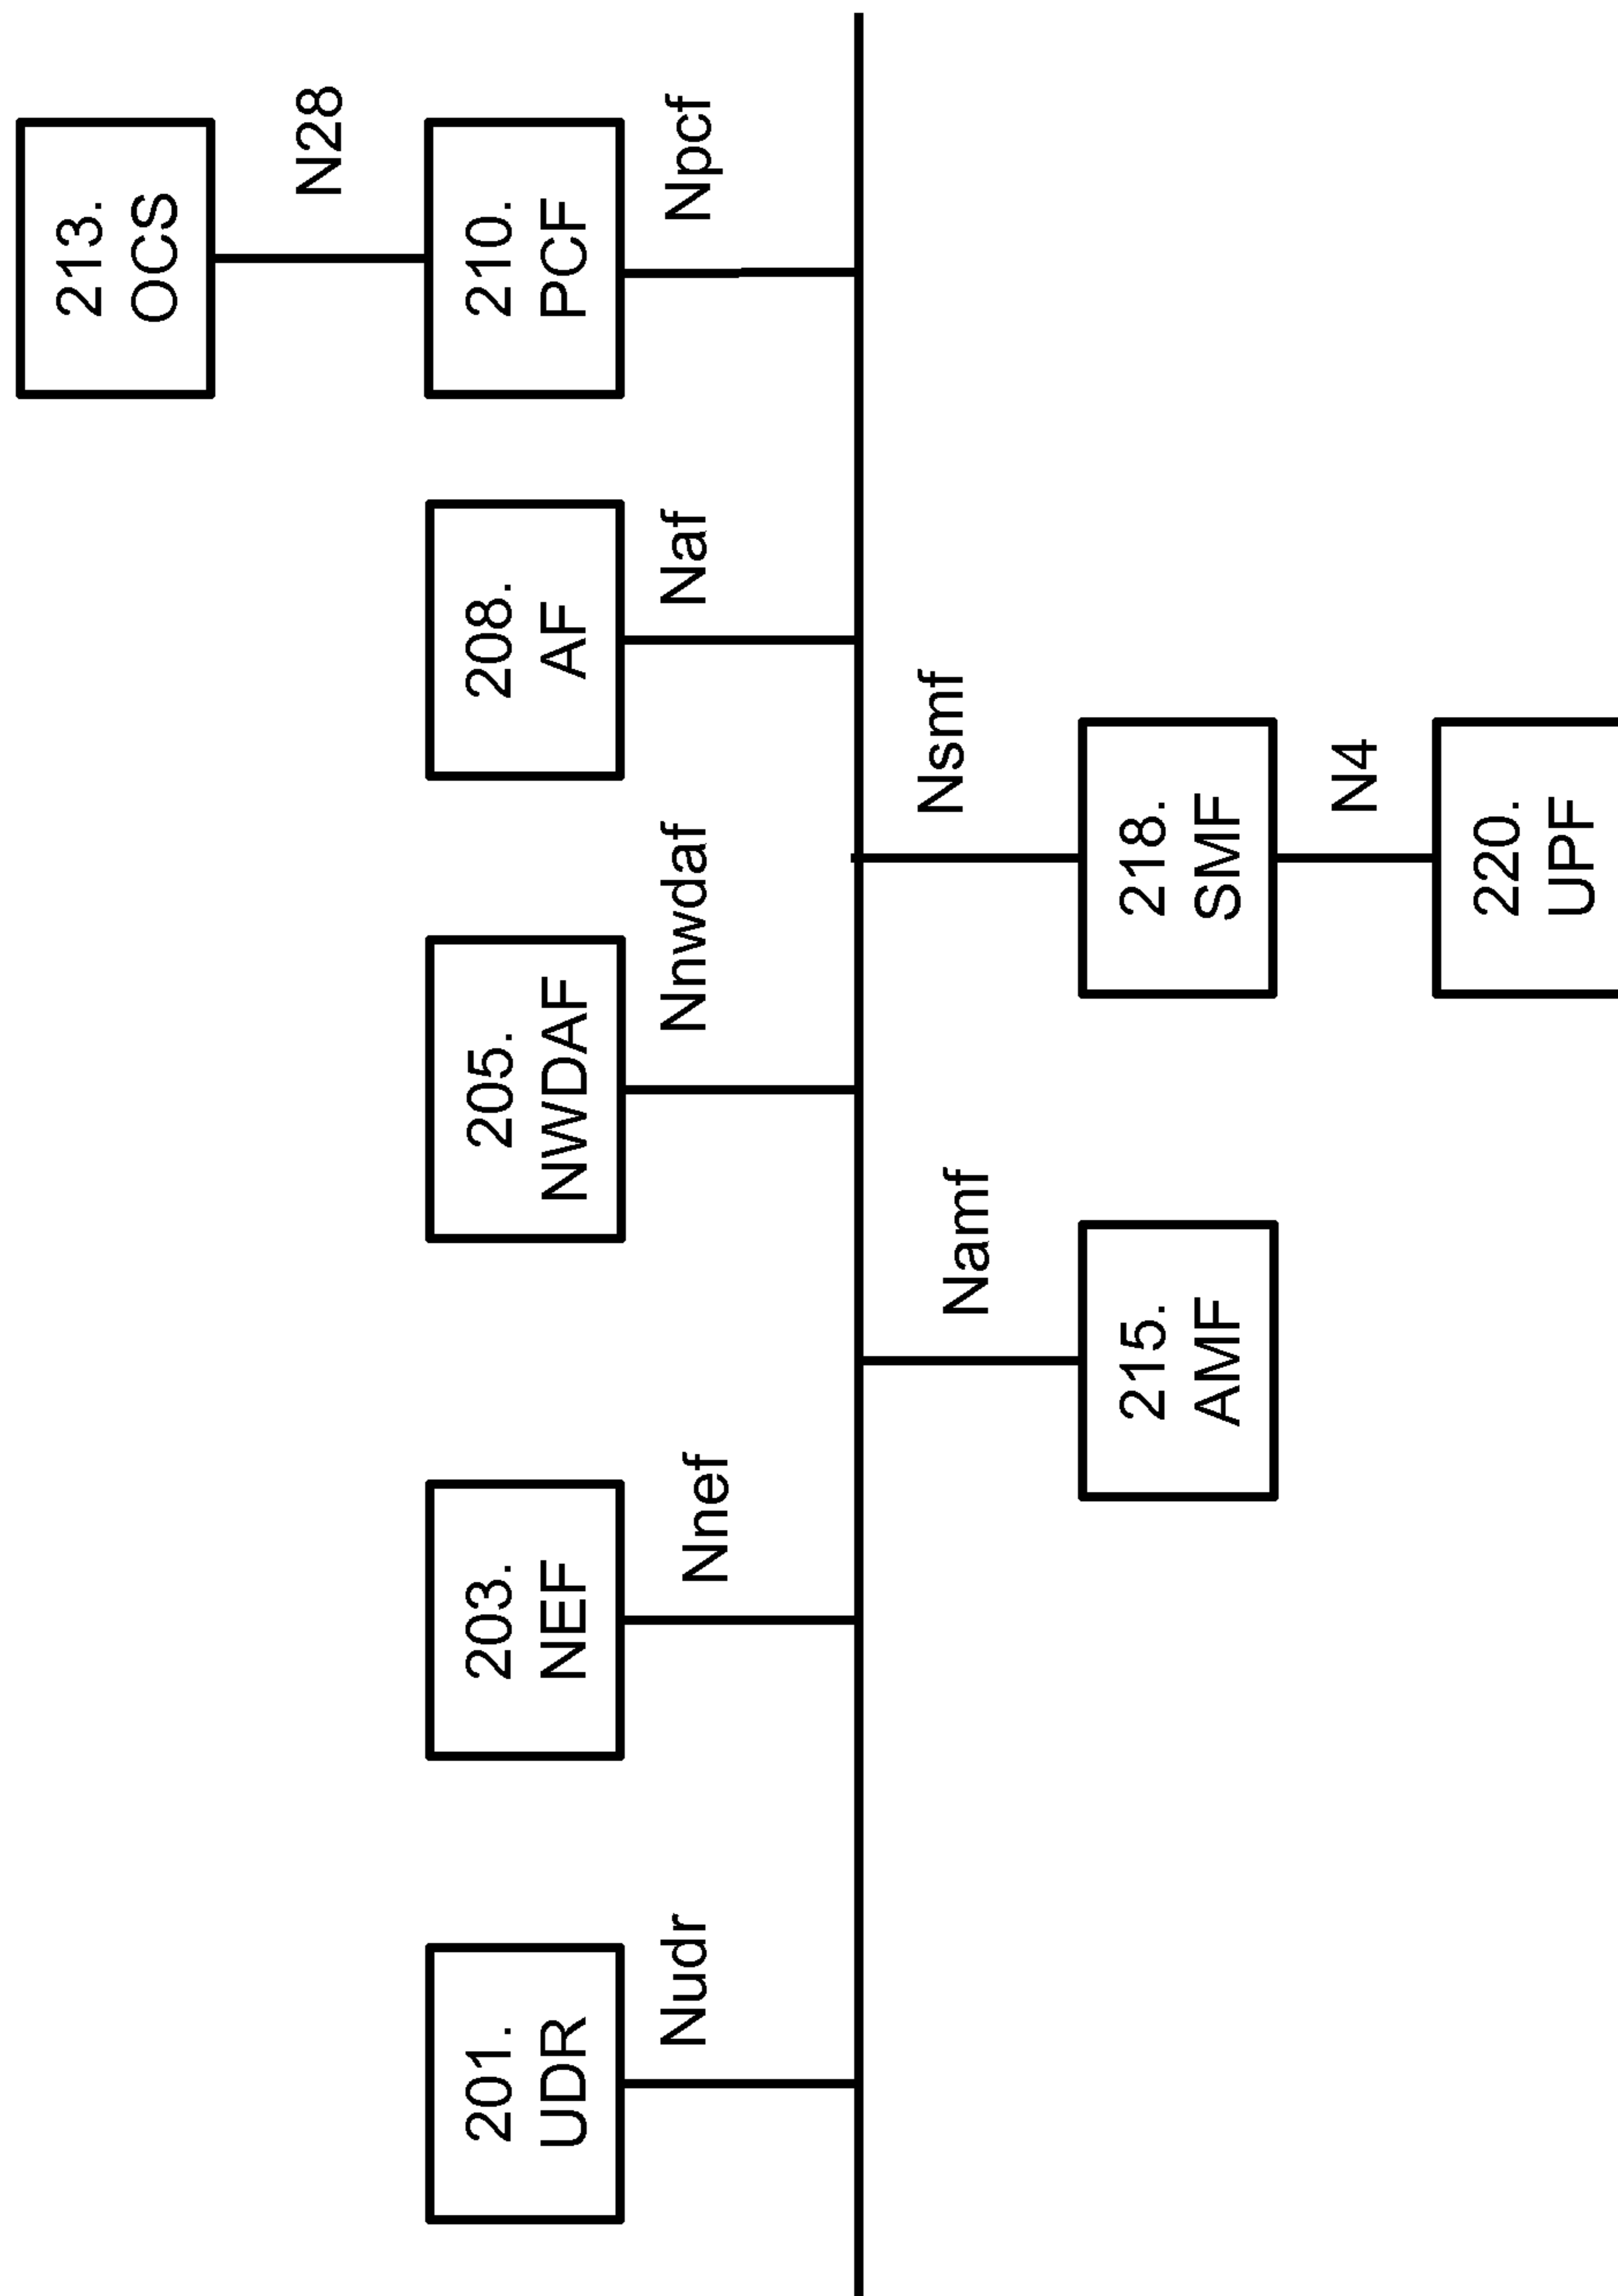 213.
OCS
N28
201.
UDR
203.
NEF
205.
NWDAF
208.
AF
210.
PCF
Nudr
Nnef
Nnwdaf
Naf
Npcf
Namf
Nsmf
215.
AMF
218.
SMF
N4
220.
UPF